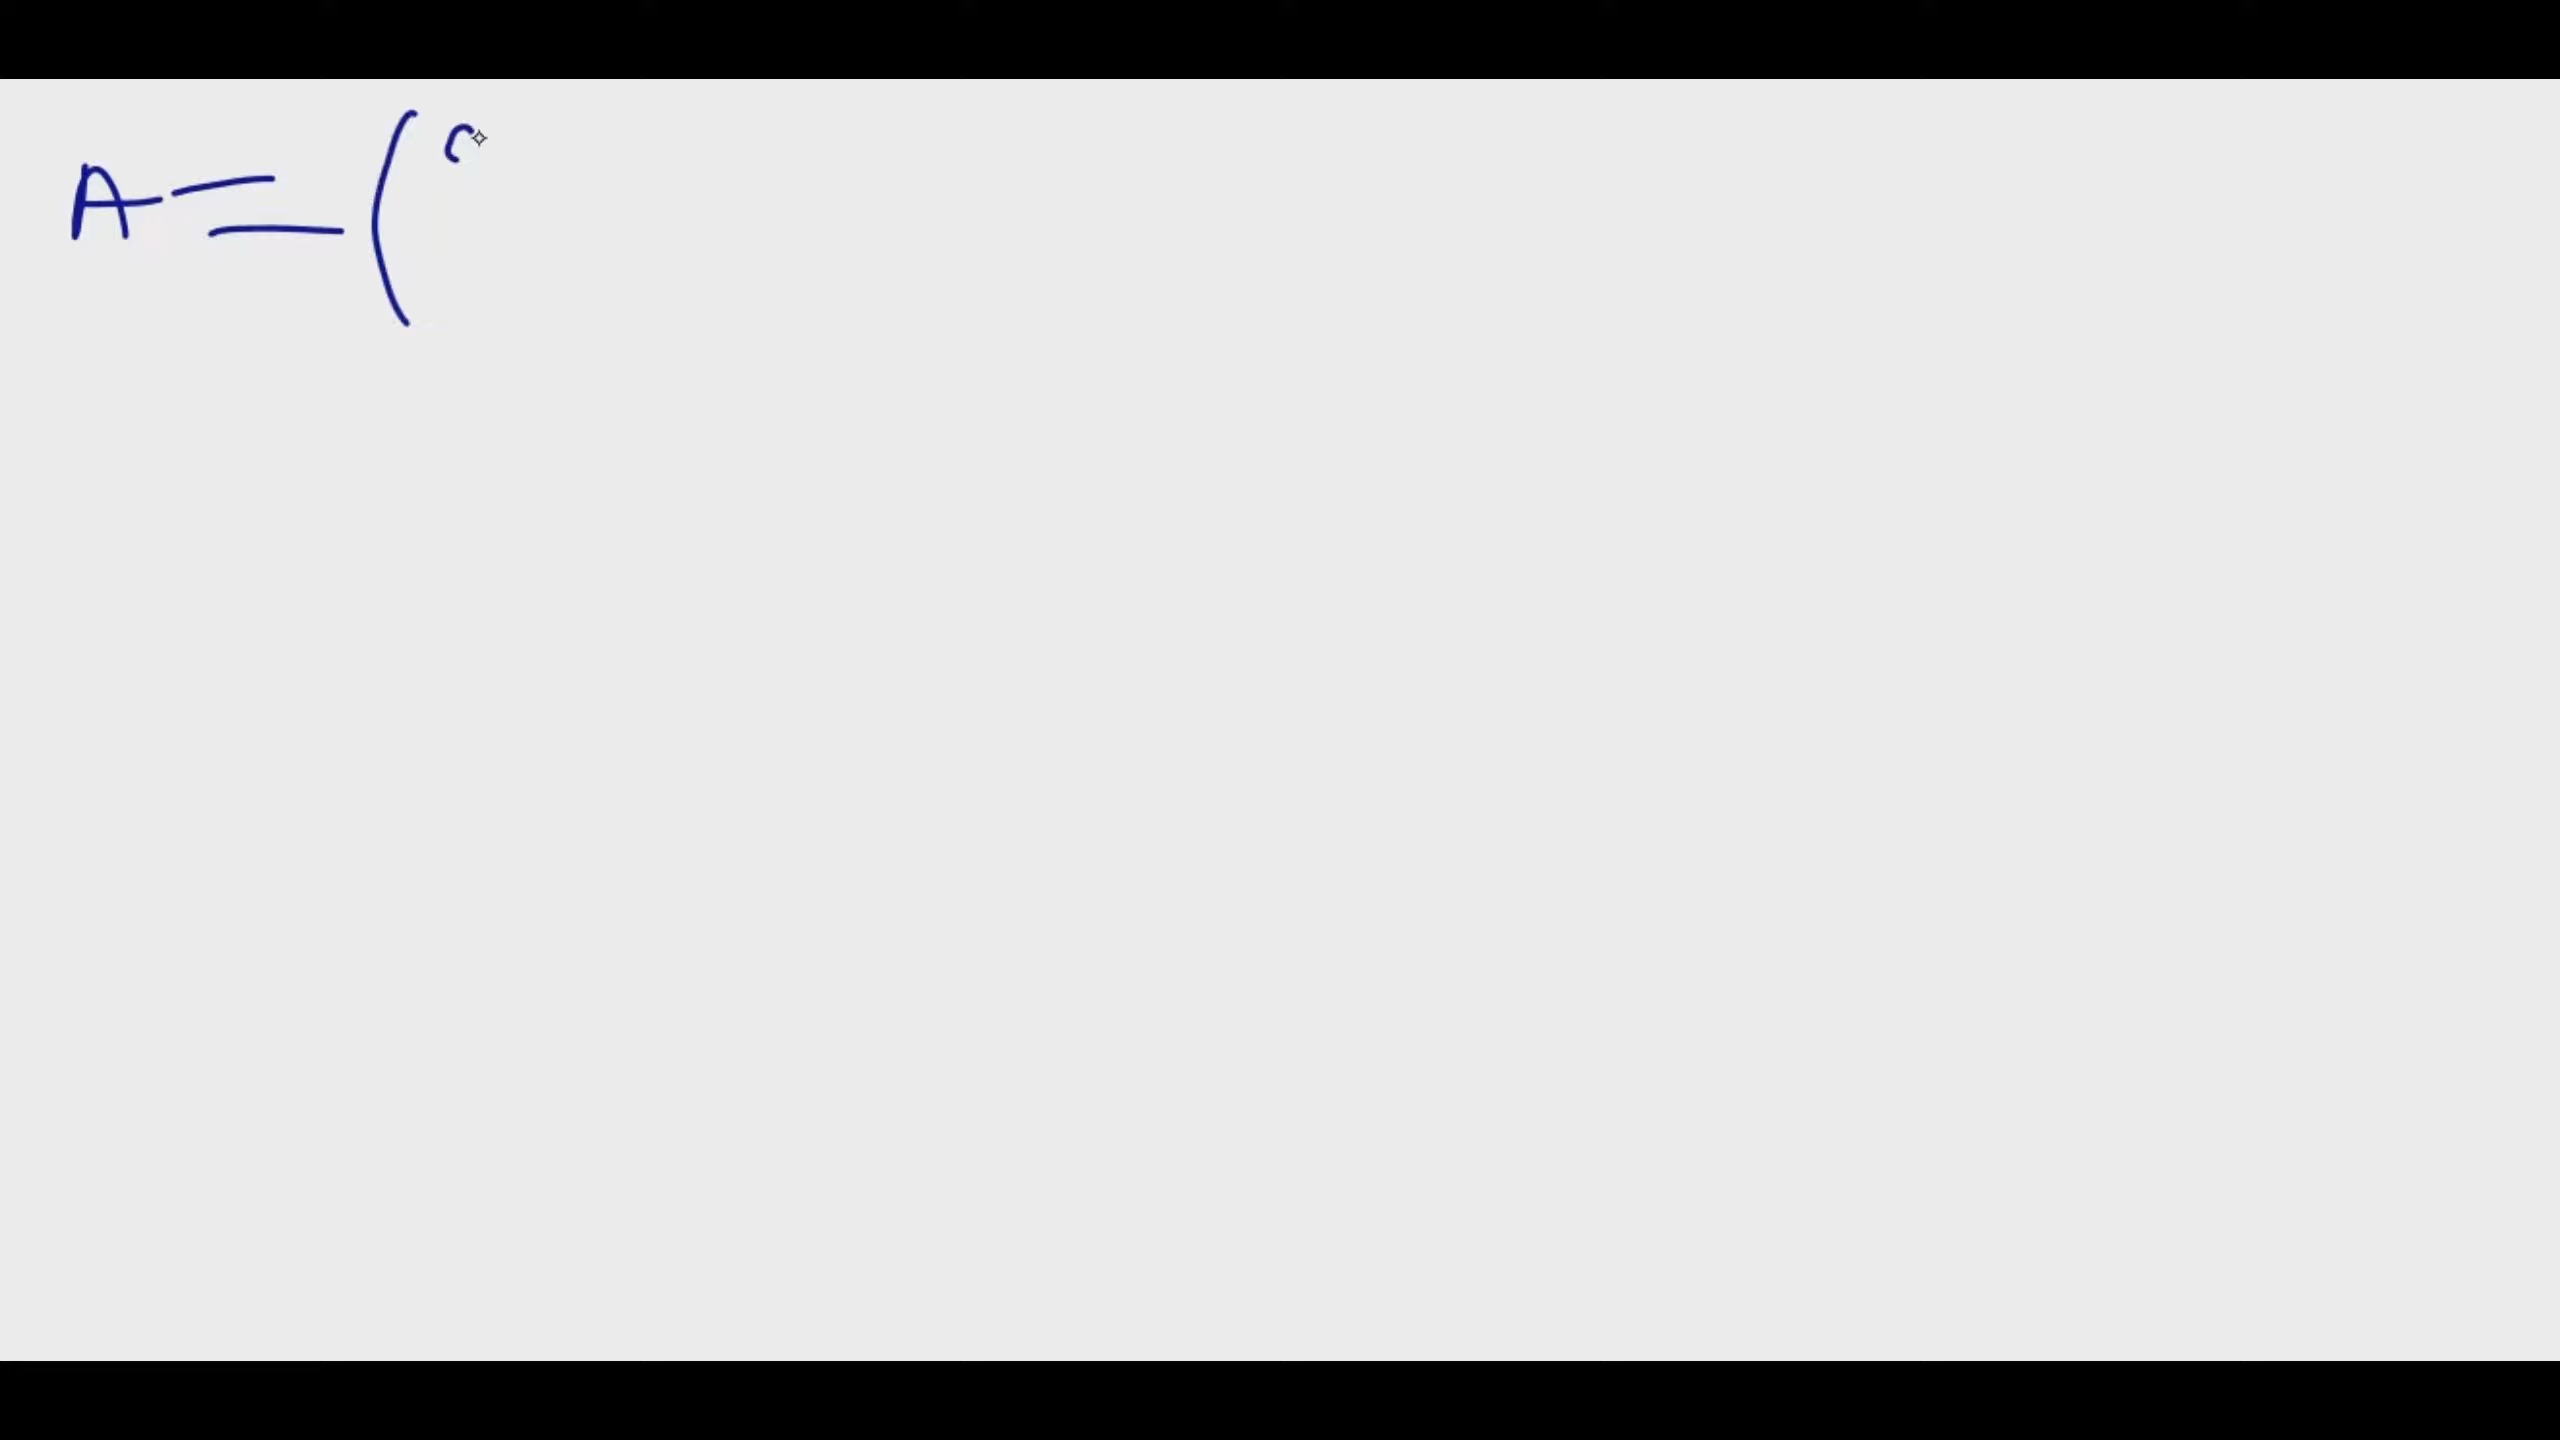 A = (